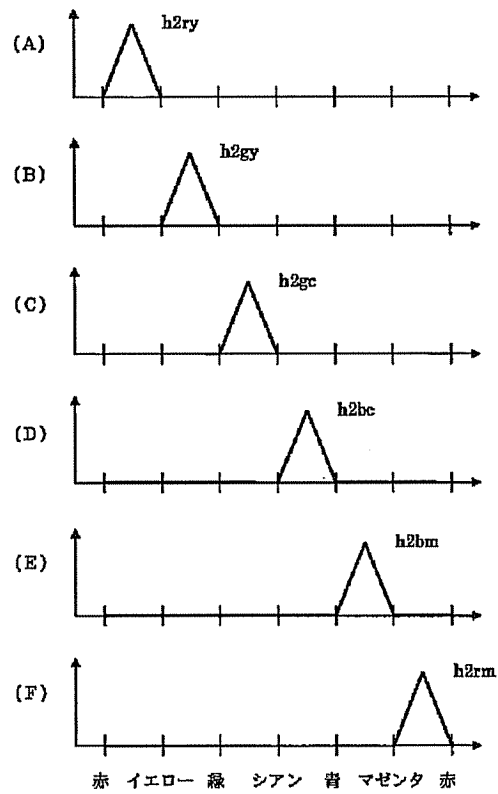 (A) h2ry
(B) h2gy
(C) h2gc
(D) h2bc
(E) h2bm
(F) h2rm
赤 イエロー 緑 シアン 青 マゼンタ 赤